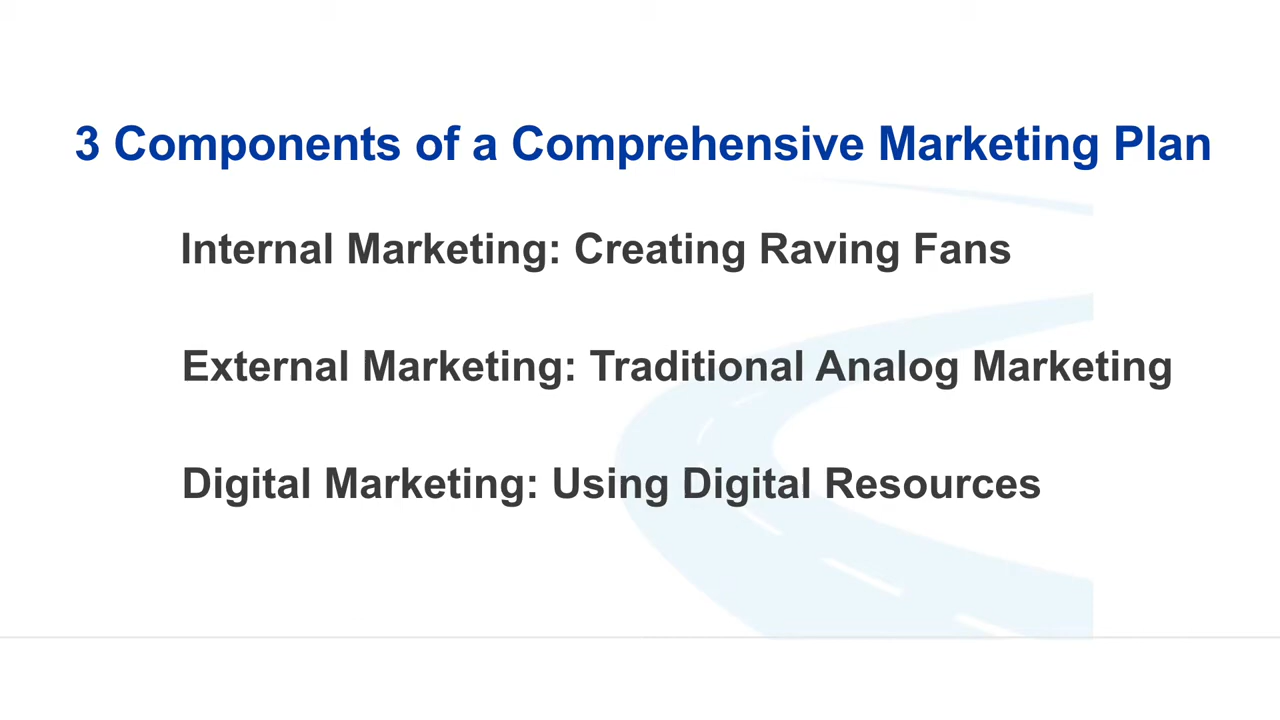 3 Components of a Comprehensive Marketing Plan
Internal Marketing: Creating Raving Fans
External Marketing: Traditional Analog Marketing
Digital Marketing: Using Digital Resources